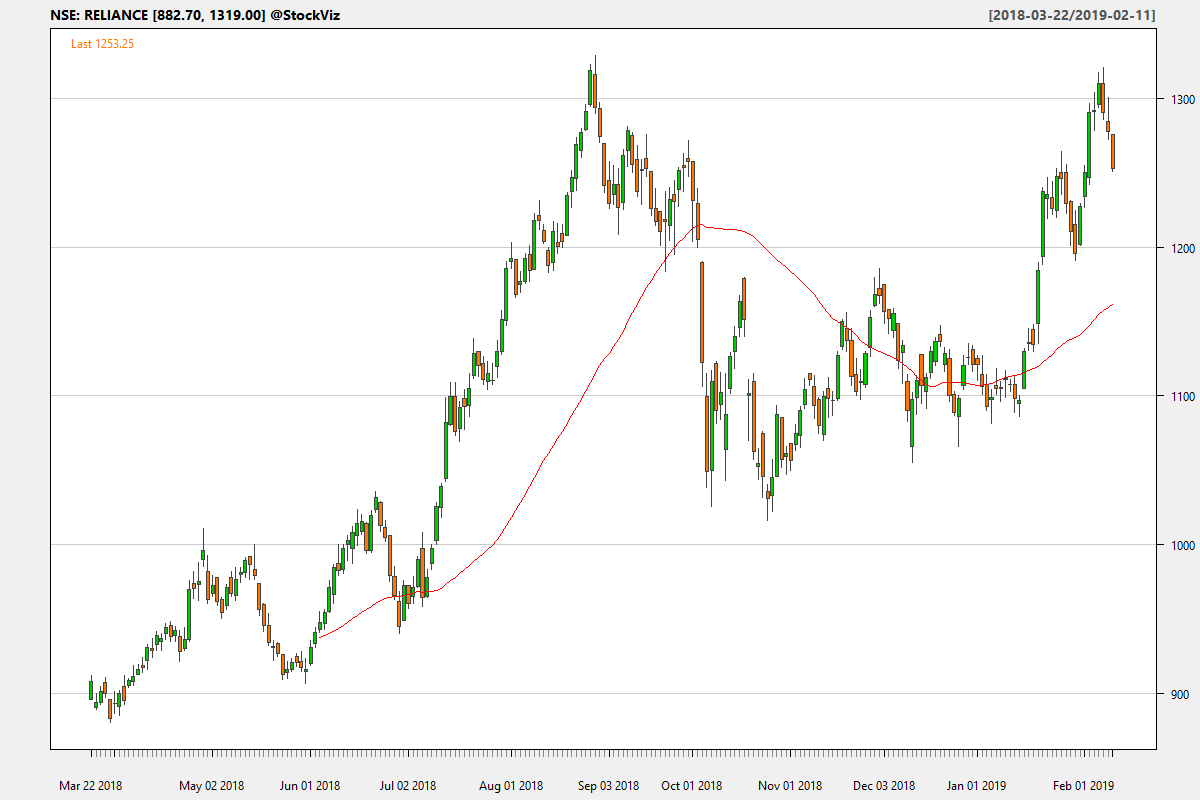 NSE: RELIANCE [882.70, 1319.00] @StockViz
[2018-03-22/2019-02-11]
Last 1253.25
1300
1200
1100
1000
900
Mar 22 2018 May 02 2018 Jun 01 2018 Jul 02 2018 Aug 01 2018 Sep 03 2018 Oct 01 2018 Nov 01 2018 Dec 03 2018 Jan 01 2019 Feb 01 2019